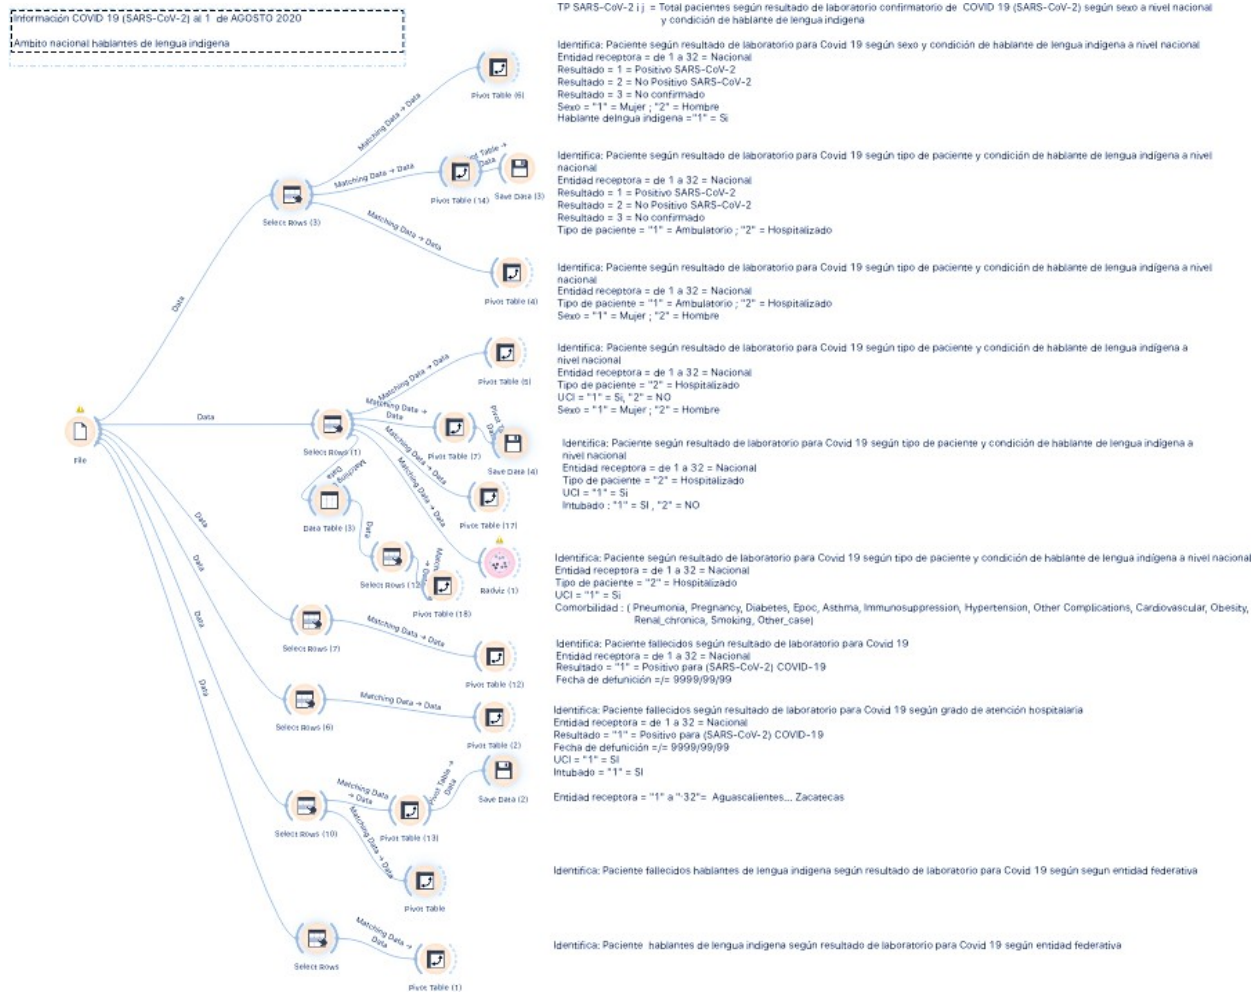 Información COVID 19 (SARS-CoV-2) al 1 de AGOSTO 2020
Ambito nacional hablantes de lengua indigena
TP SARS-CoV-2 i j = Total pacientes según resultado de laboratorio confirmatorio de COVID 19 (SARS-CoV-2) según sexo a nivel nacional
y condición de hablante de lengua indígena
Identifica: Paciente según resultado de laboratorio para Covid 19 según sexo y condición de hablante de lengua indígena a nivel nacional
Entidad receptora = de 1 a 32 = Nacional
Resultado = 1 = Positivo SARS-CoV-2
Resultado = 2 = No Positivo SARS-CoV-2
Resultado = 3 = No confirmado
Sexo = "1" = Mujer ; "2" = Hombre
Hablante delngua indigena ="1" = Si
Matching Data → Data
Pivot Table (6)
Identifica: Paciente según resultado de laboratorio para Covid 19 según tipo de paciente y condición de hablante de lengua indígena a nivel
nacional
Entidad receptora = de 1 a 32 = Nacional
Resultado = 1 = Positivo SARS-CoV-2
Resultado = 2 = No Positivo SARS-CoV-2
Resultado = 3 = No confirmado
Tipo de paciente = "1" = Ambulatorio ; "2" = Hospitalizado
Matching Data → Data
Pivot Table →
Data
Pivot Table (14)
Save Data (3)
Select Rows (3)
Matching Data → Data
Identifica: Paciente según resultado de laboratorio para Covid 19 según tipo de paciente y condición de hablante de lengua indígena a nivel
nacional
Entidad receptora = de 1 a 32 = Nacional
Tipo de paciente = "1" = Ambulatorio ; "2" = Hospitalizado
Sexo = "1" = Mujer ; "2" = Hombre
Pivot Table (4)
Data
Identifica: Paciente según resultado de laboratorio para Covid 19 según tipo de paciente y condición de hablante de lengua indígena a
nivel nacional
Entidad receptora = de 1 a 32 = Nacional
Tipo de paciente = "2" = Hospitalizado
UCI = "1" = Si, "2" = NO
Sexo = "1" = Mujer ; "2" = Hombre
Matching Data → Data
Matching Data →
Data
Data
File
Select Rows (1)
Pivot Table (7)
Save Data (4)
Identifica: Paciente según resultado de laboratorio para Covid 19 según tipo de paciente y condición de hablante de lengua indígena a
nivel nacional
Entidad receptora = de 1 a 32 = Nacional
Tipo de paciente = "2" = Hospitalizado
UCI = "1" = Si
Intubado : "1" = SI , "2" = NO
Matching Data → Data
Matching Data → Data
Matching
Data
Data Table (3)
Pivot Table (17)
Data
Data
Select Rows (12
Radviz (1)
Pivot Table (18)
Identifica: Paciente según resultado de laboratorio para Covid 19 según tipo de paciente y condición de hablante de lengua indígena a nivel nacional
Entidad receptora = de 1 a 32 = Nacional
Tipo de paciente = "2" = Hospitalizado
UCI = "1" = Si
Comorbilidad : ( Pneumonia, Pregnancy, Diabetes, Epoc, Asthma, Immunosuppression, Hypertension, Other Complications, Cardiovascular, Obesity,
Renal_chronica, Smoking, Other_case)
Data
Data
Data
Select Rows (7)
Matching Data → Data
Pivot Table (12)
Identifica: Paciente fallecidos según resultado de laboratorio para Covid 19
Entidad receptora = de 1 a 32 = Nacional
Resultado = "1" = Positivo para (SARS-CoV-2) COVID-19
Fecha de defunición =/= 9999/99/99
Select Rows (6)
Matching Data → Data
Pivot Table (2)
Identifica: Paciente fallecidos según resultado de laboratorio para Covid 19 según grado de atención hospitalaria
Entidad receptora = de 1 a 32 = Nacional
Resultado = "1" = Positivo para (SARS-CoV-2) COVID-19
Fecha de defunición =/= 9999/99/99
UCI = "1" = SI
Intubado = "1" = SI
Entidad receptora = "1" a "-32"= Aguascalientes... Zacatecas
Matching Data
→ Data
Pivot Table →
Data
Save Data (2)
Select Rows (10)
Pivot Table (13)
Matching Data → Data
Pivot Table
Identifica: Paciente fallecidos hablantes de lengua indigena según resultado de laboratorio para Covid 19 según segun entidad federativa
Select Rows
Matching Data →
Data
Pivot Table (1)
Identifica: Paciente hablantes de lengua indigena según resultado de laboratorio para Covid 19 según entidad federativa